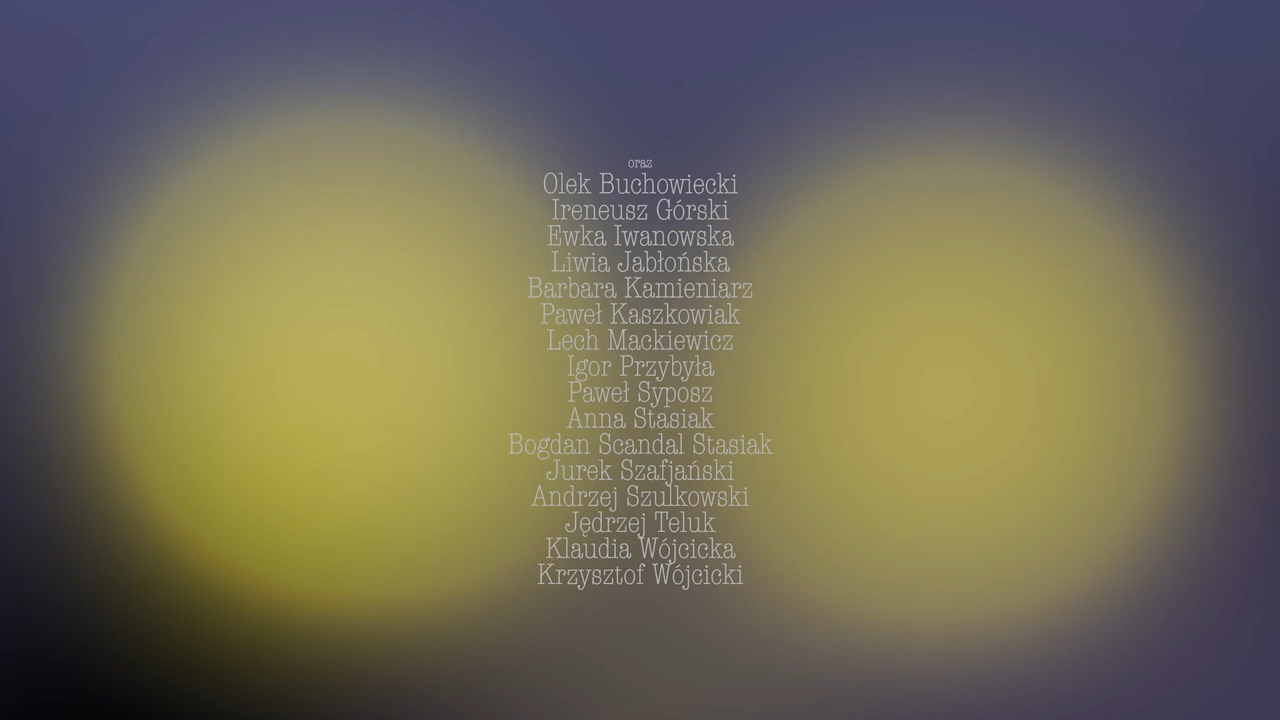 oraz
Olek Buchowiecki
Ireneusz Górski
Ewka Iwanowska
Liwia Jabłońska
Barbara Kamieniarz
Paweł Kaszkowiak
Lech Mackiewicz
Igor Przybyła
Paweł Syposz
Anna Stasiak
Bogdan Scandal Stasiak
Jurek Szafjański
Andrzej Szulkowski
Jędrzej Teluk
Klaudia Wójcicka
Krzysztof Wójcicki